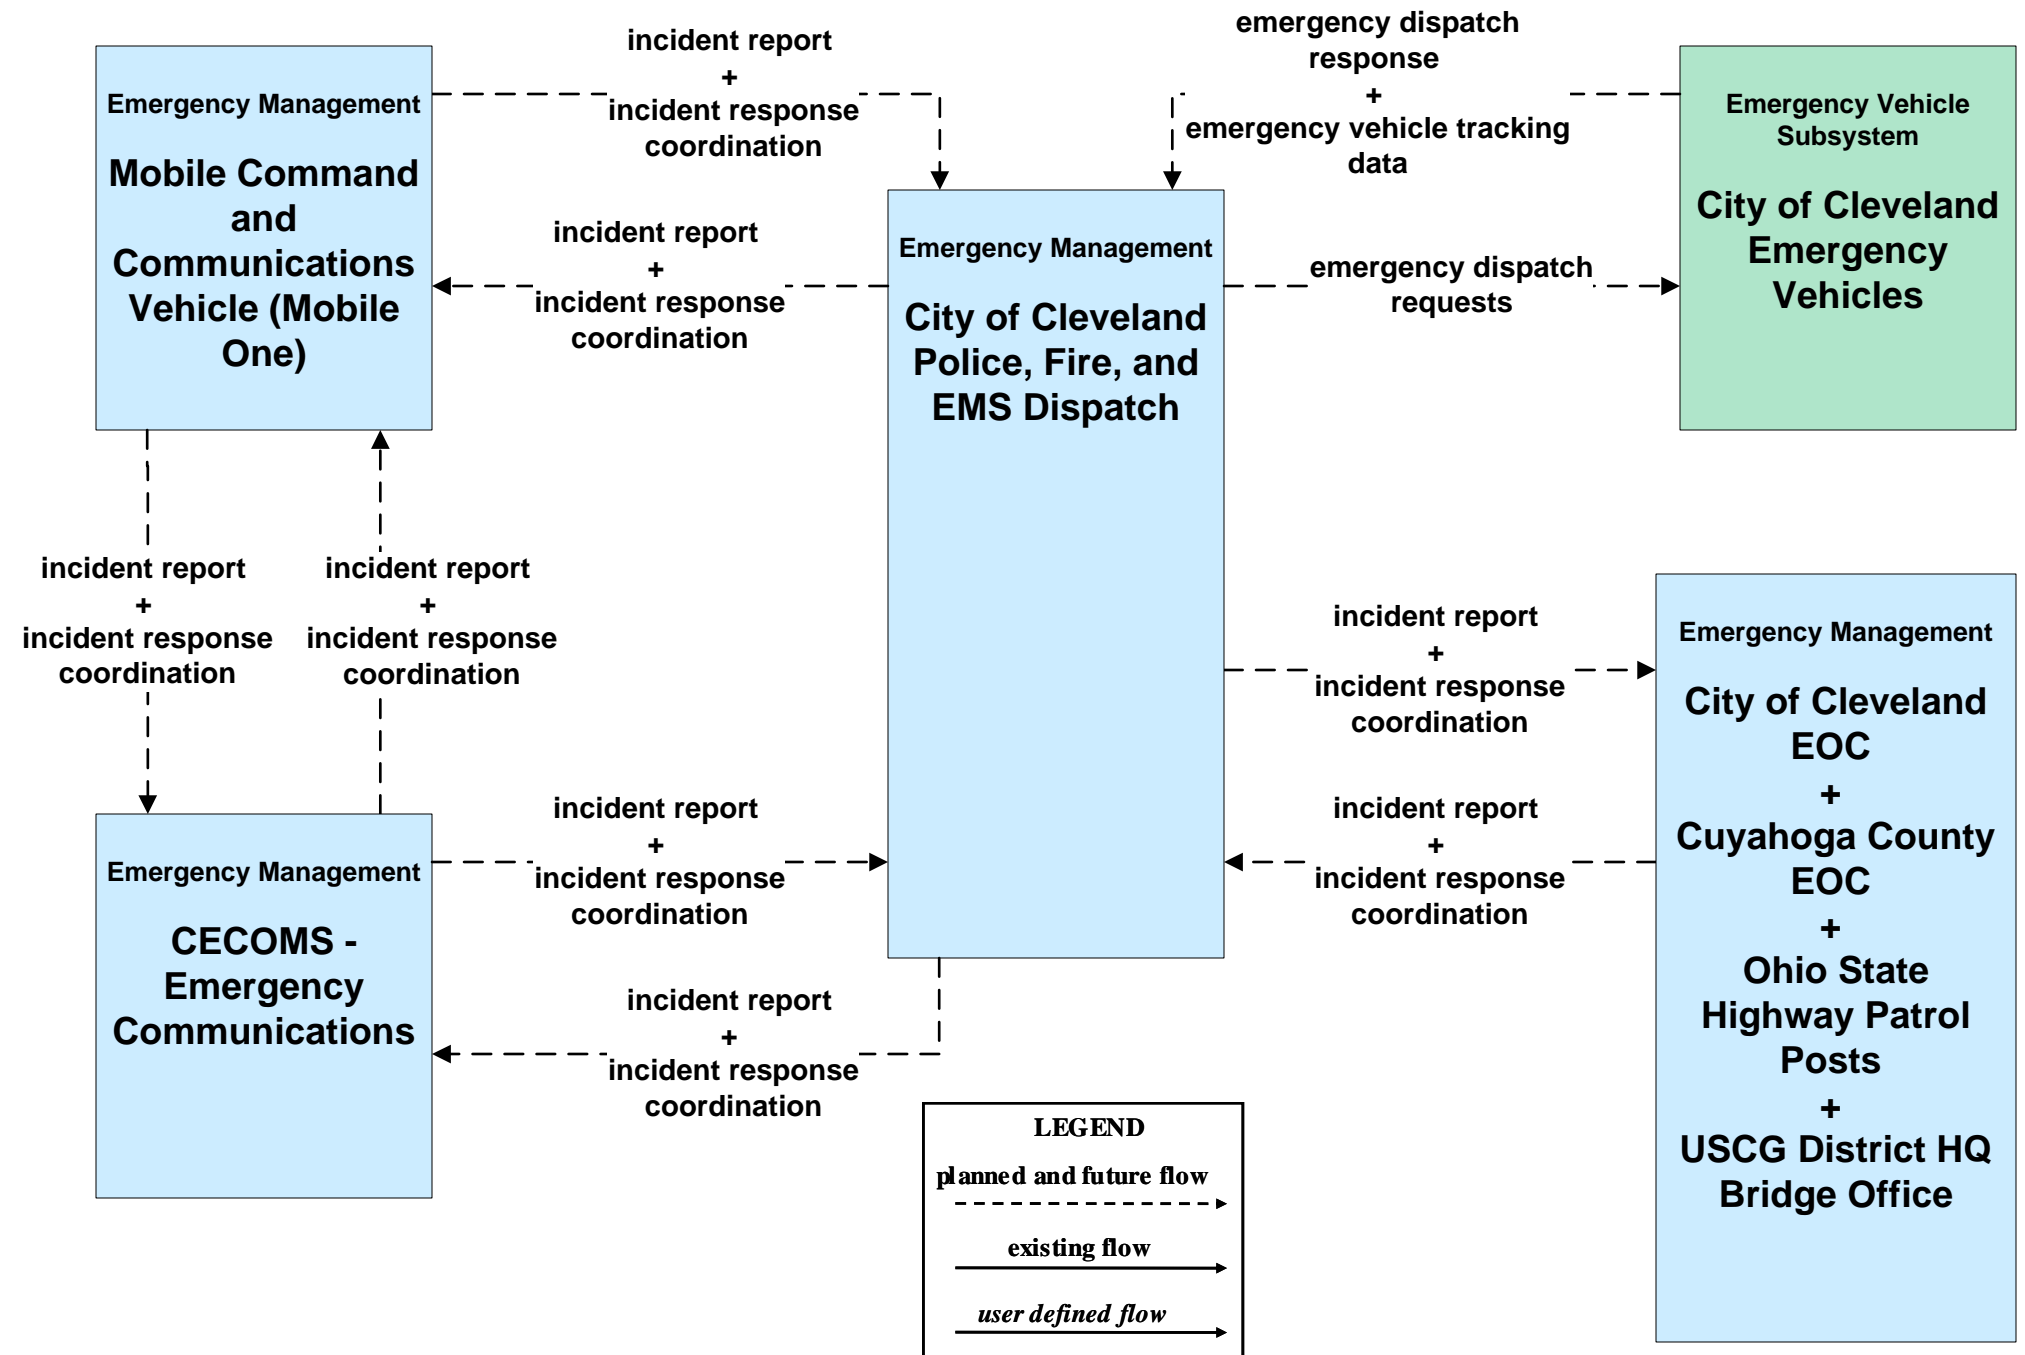 Emergency Management
Mobile Command
and
Communications
Vehicle (Mobile
One)
incident report
+
incident response
coordination
incident report
+
incident response
coordination
emergency dispatch
response
+
emergency vehicle tracking
data
emergency dispatch
requests
Emergency Vehicle
Subsystem
City of Cleveland
Emergency
Vehicles
Emergency Management
City of Cleveland
Police, Fire, and
EMS Dispatch
incident report
+
incident response
coordination
incident report
+
incident response
coordination
incident report
+
incident response
coordination
incident report
+
incident response
coordination
Emergency Management
City of Cleveland
EOC
+
Cuyahoga County
EOC
+
Ohio State
Highway Patrol
Posts
+
USCG District HQ
Bridge Office
Emergency Management
CECOMS -
Emergency
Communications
incident report
+
incident response
coordination
incident report
+
incident response
coordination
LEGEND
planned and future flow
existing flow
user defined flow